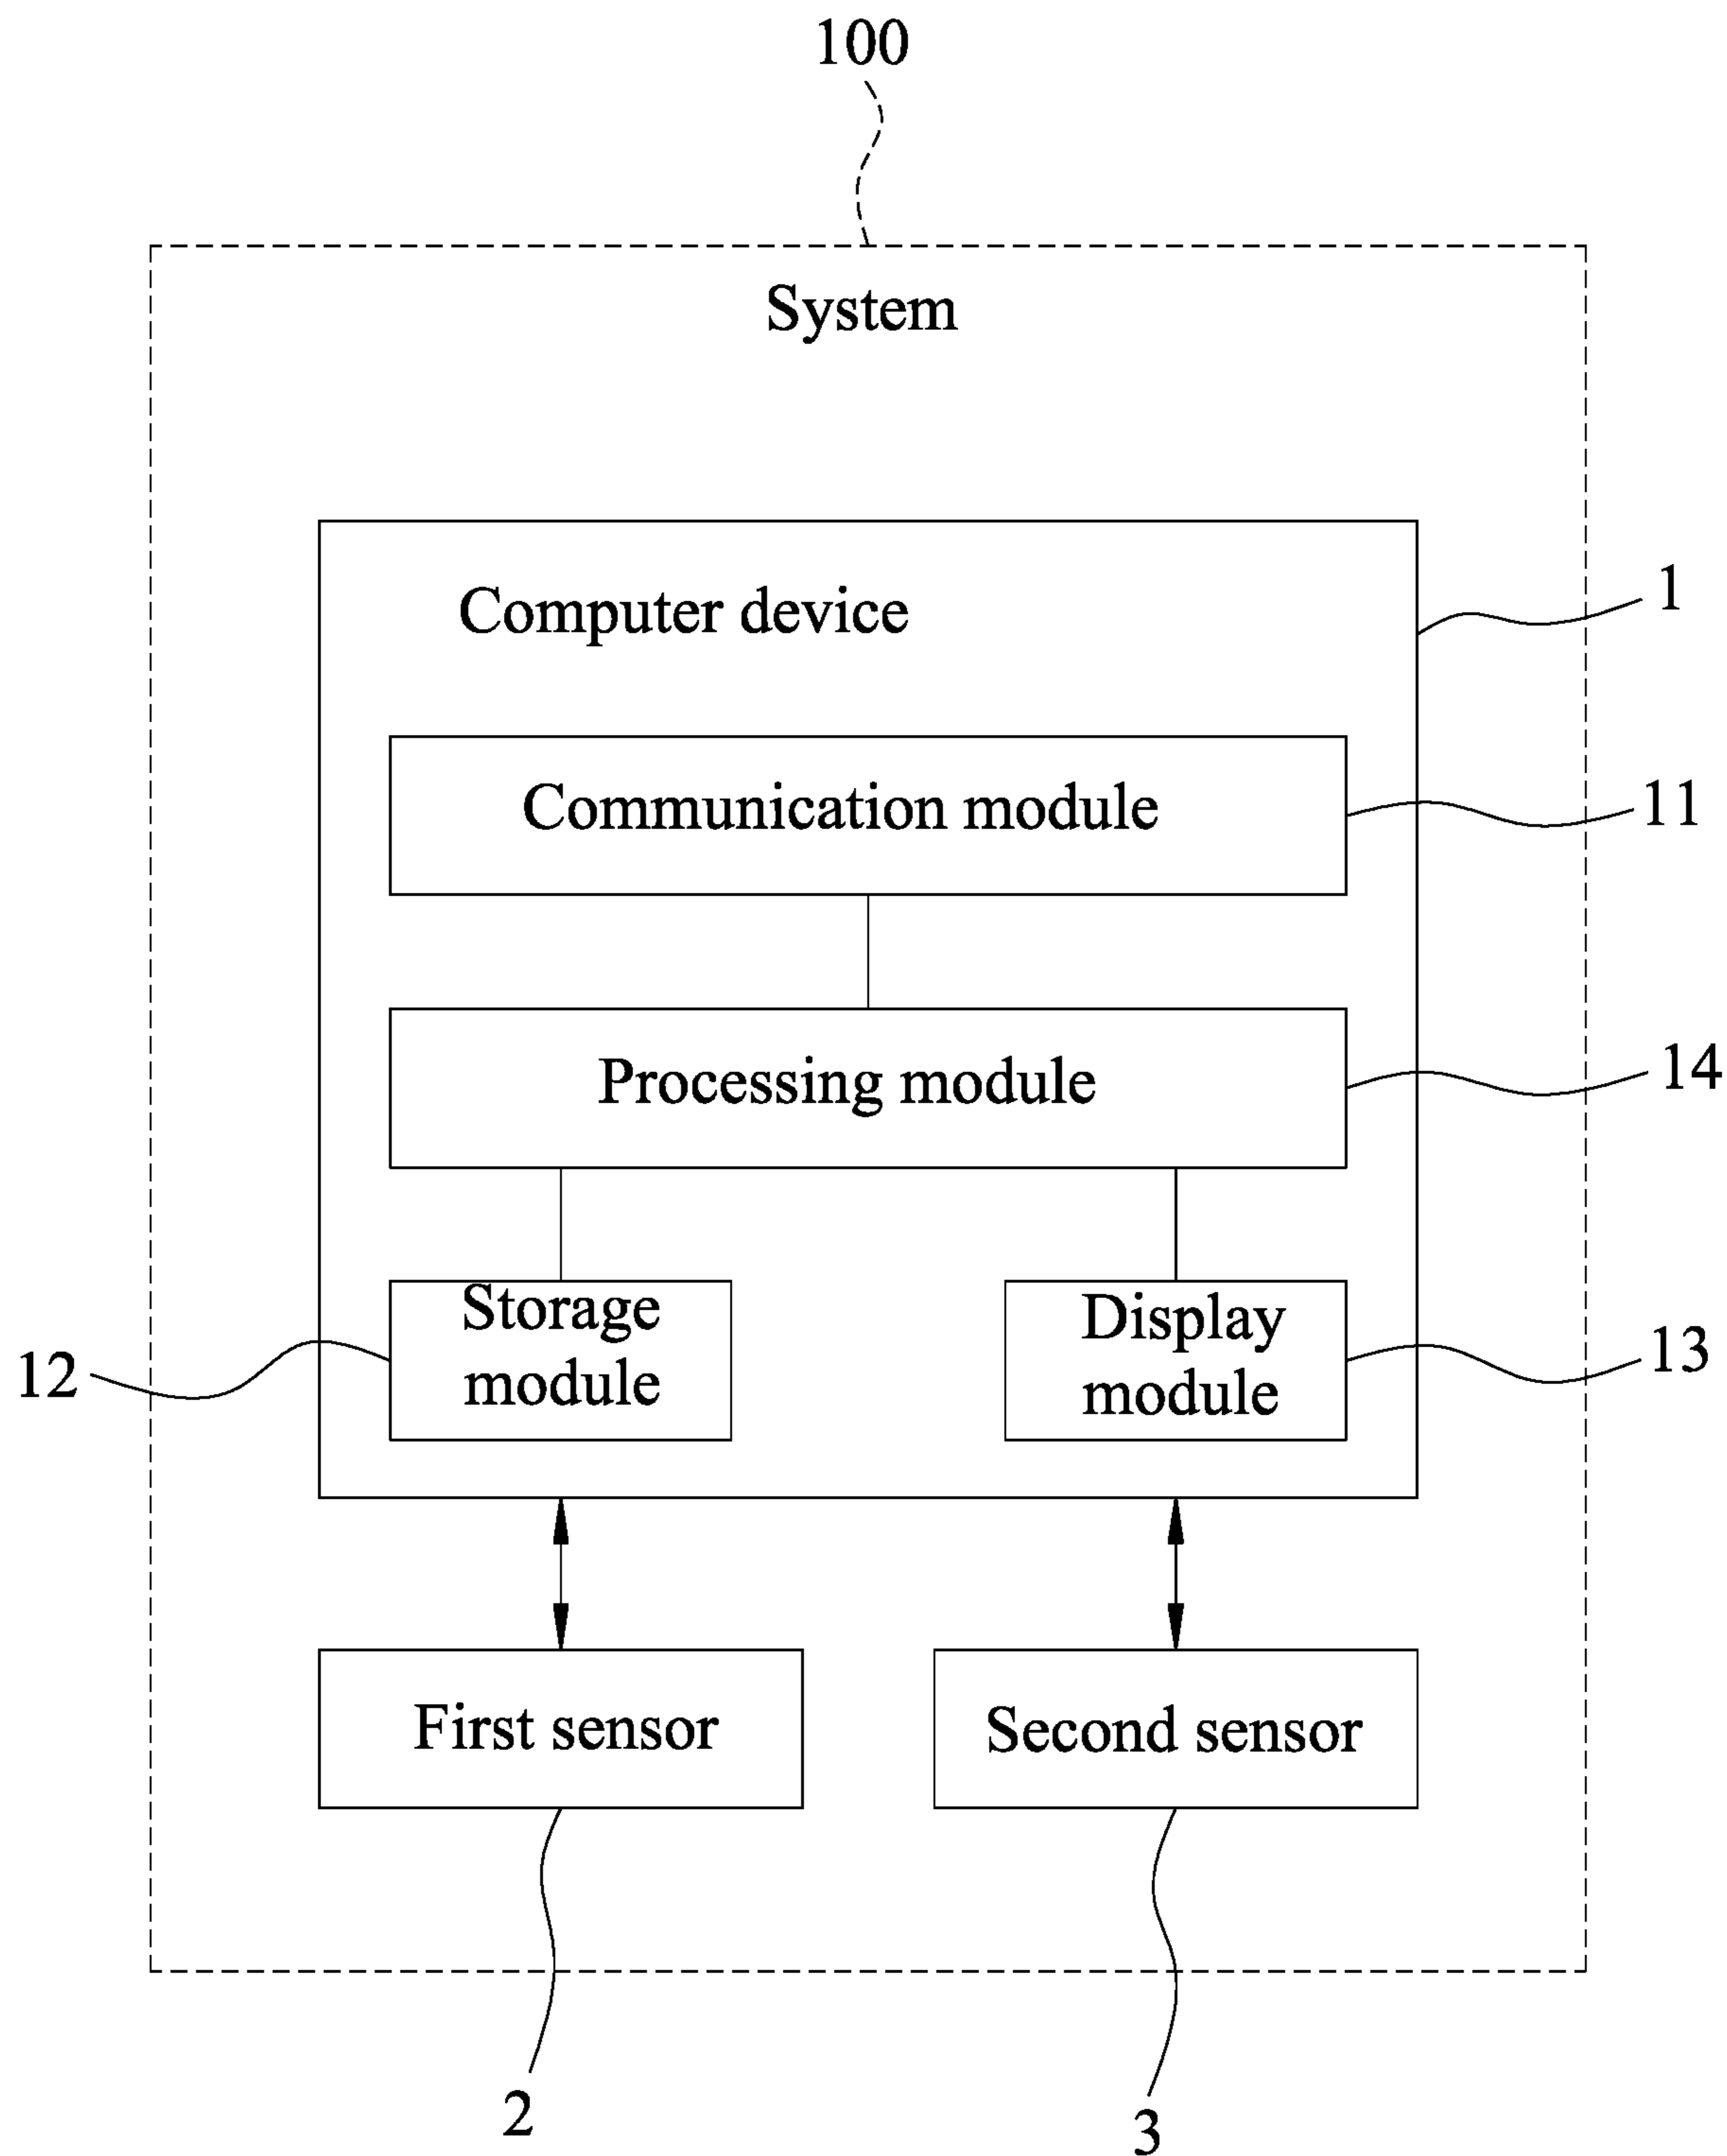 100
System
Computer device
1
Communication module
11
Processing module
14
Storage
module
12
Display
module
13
First sensor
Second sensor
2
3